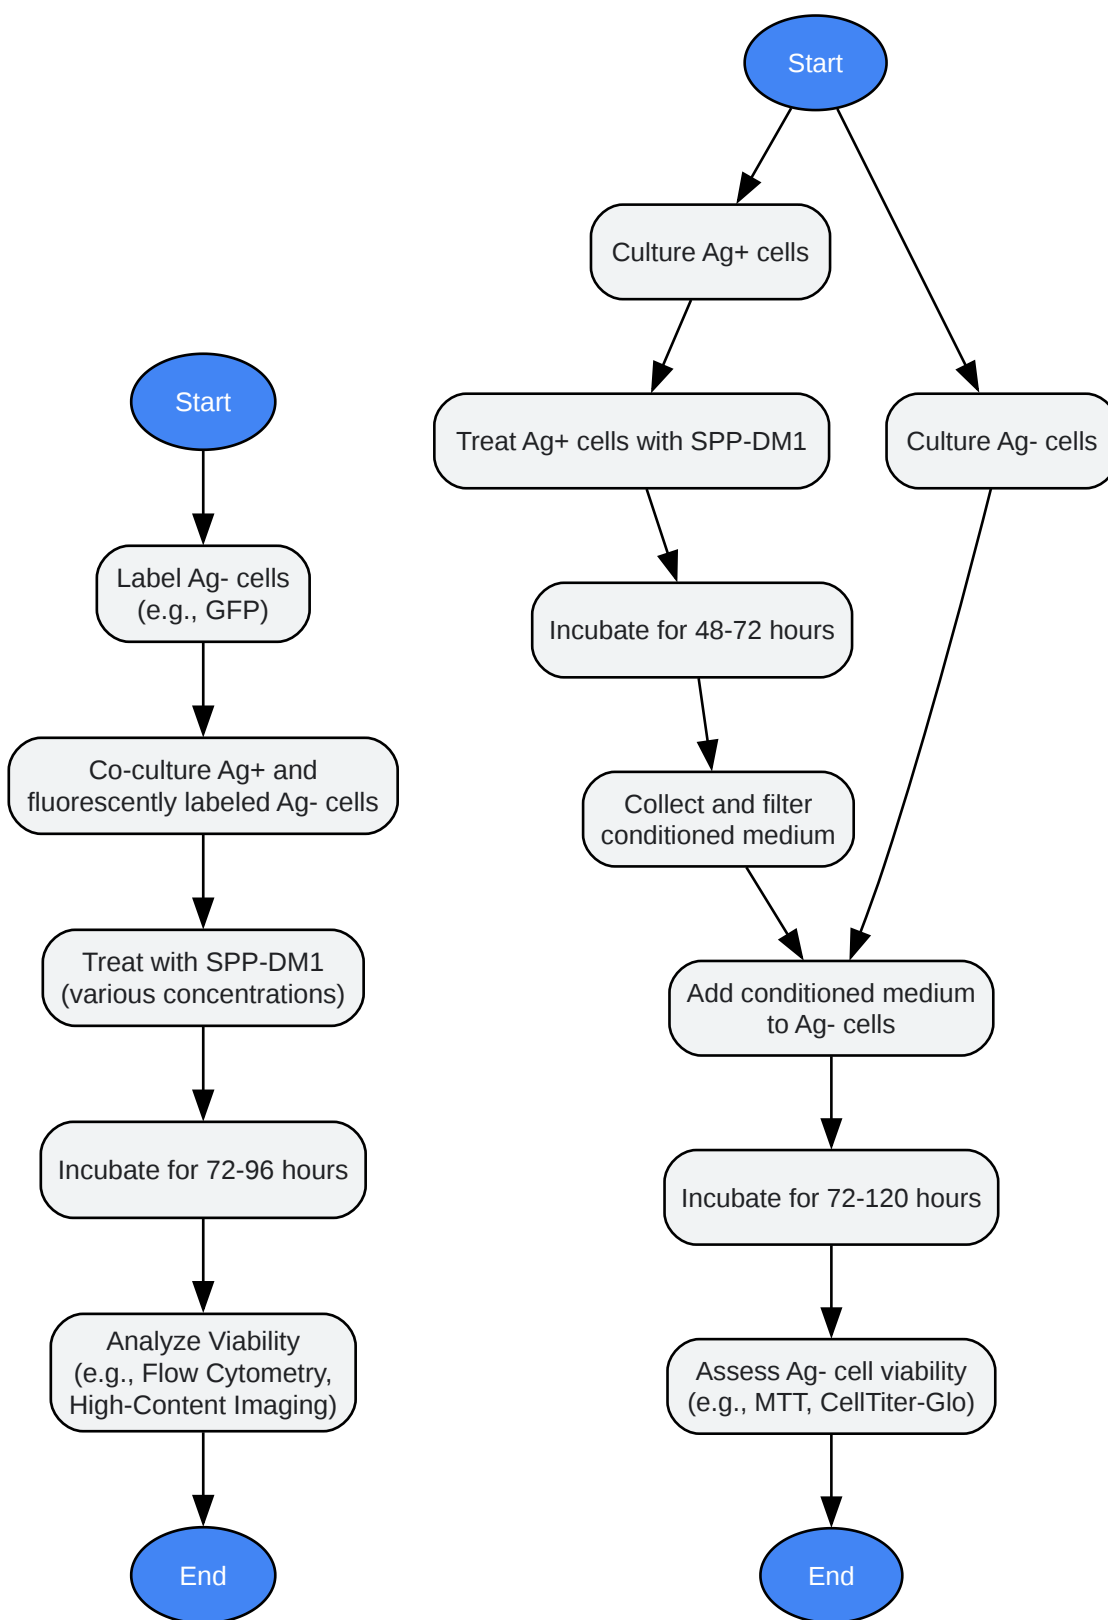 Start
Label Ag- cells
(e.g., GFP)
Co-culture Ag+ and
fluorescently labeled Ag- cells
Treat with SPP-DM1
(various concentrations)
Incubate for 72-96 hours
Analyze Viability
(e.g., Flow Cytometry,
High-Content Imaging)
End
Start
Culture Ag+ cells
Treat Ag+ cells with SPP-DM1
Culture Ag- cells
Incubate for 48-72 hours
Collect and filter
conditioned medium
Add conditioned medium
to Ag- cells
Incubate for 72-120 hours
Assess Ag- cell viability
(e.g., MTT, CellTiter-Glo)
End